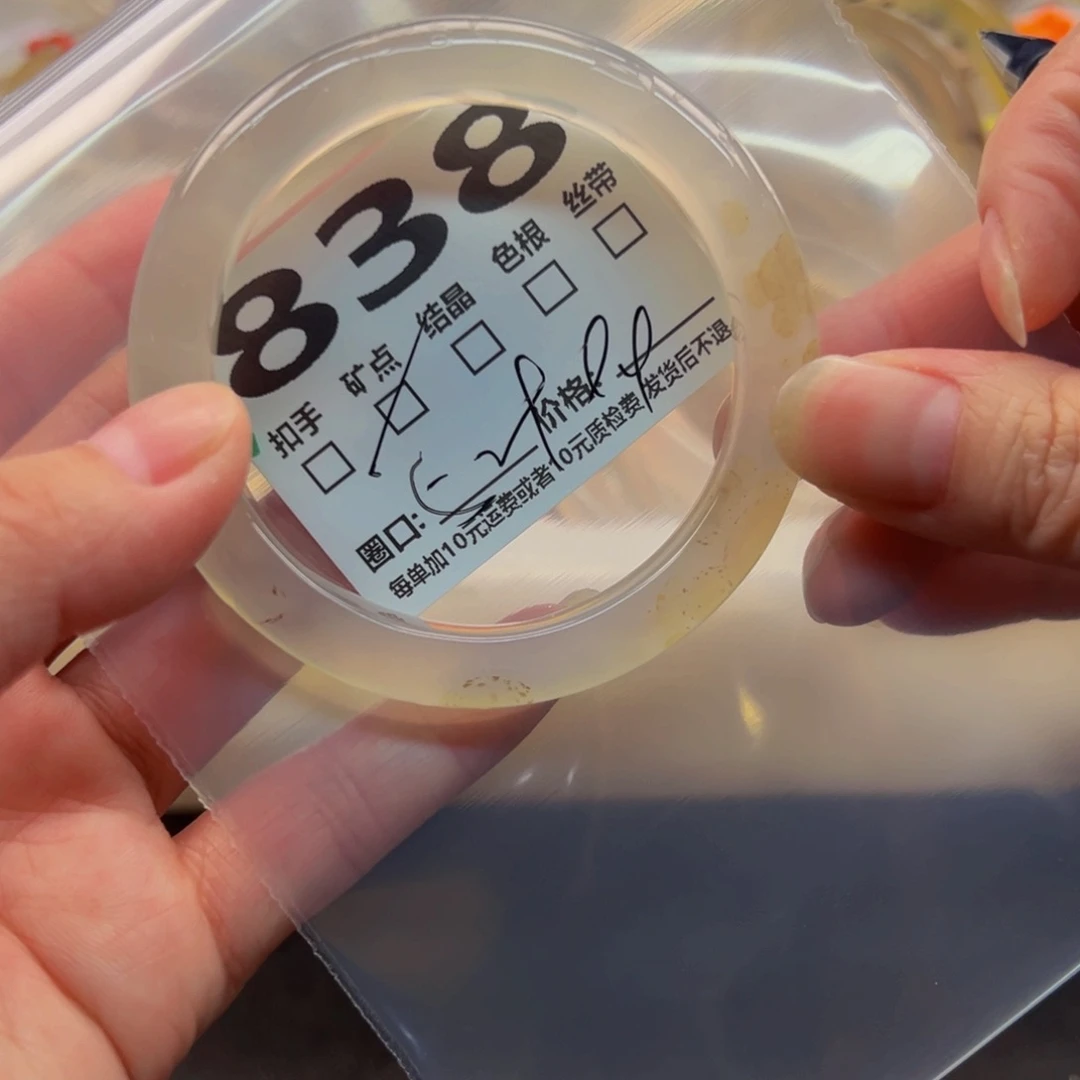 838
扣手 矿点 结晶 色根 丝带
圈口: 价格:
每单加10元运费或者10元质检费 发货后不退